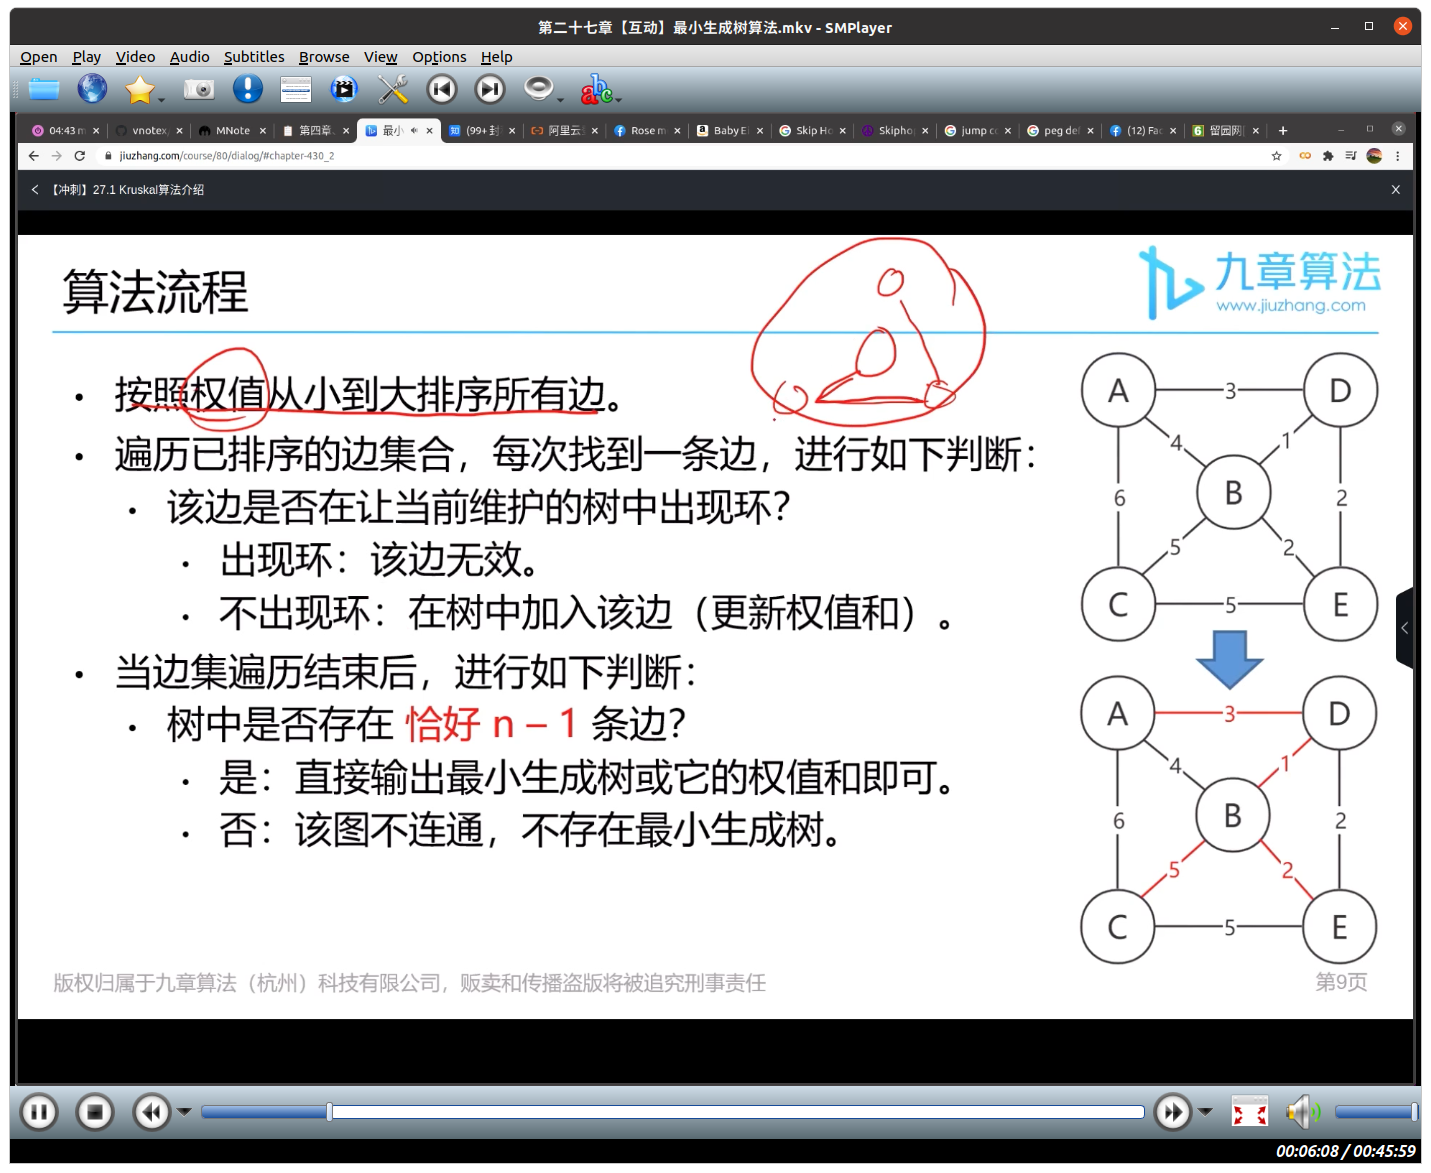 第二十七章【互动】最小生成树算法.mkv - SMPlayer
Open Play Video Audio Subtitles Browse View Options Help
abc
04:43 m vnotex MNote 第四章 最小 (99+ 封 阿里云 Rose m Baby Ei Skip Ho Skiphop jump co peg def (12) Fac 留园网
jiuzhang.com/course/80/dialog/#chapter-430_2
【冲刺】27.1 Kruskal算法介绍
算法流程
九章算法
www.jiuzhang.com
• 按照权值从小到大排序所有边。
• 遍历已排序的边集合，每次找到一条边，进行如下判断：
• 该边是否在让当前维护的树中出现环？
• 出现环：该边无效。
• 不出现环：在树中加入该边（更新权值和）。
• 当边集遍历结束后，进行如下判断：
• 树中是否存在 恰好 n – 1 条边？
• 是：直接输出最小生成树或它的权值和即可。
• 否：该图不连通，不存在最小生成树。
A 3 D
4 1
6 B 2
5 2
C 5 E
A 3 D
4 1
6 B 2
5 2
C 5 E
版权归属于九章算法（杭州）科技有限公司，贩卖和传播盗版将被追究刑事责任
第9页
00:06:08 / 00:45:59